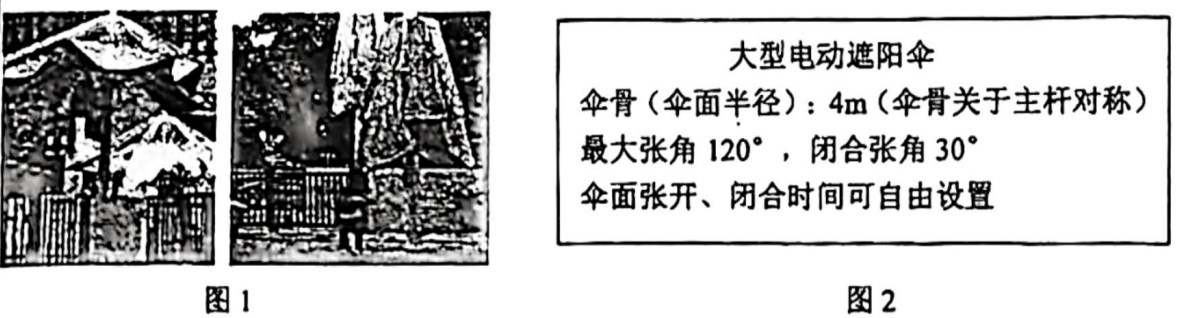 大型电动遮阳伞
伞骨（伞面半径）：4m（伞骨关于主杆对称）
最大张角 120°，闭合张角 30°
伞面张开、闭合时间可自由设置
图 1
图 2